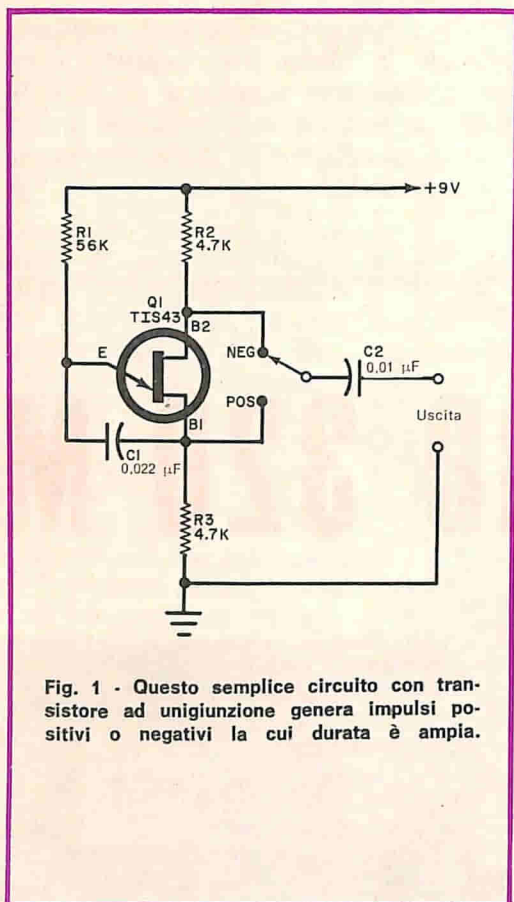 +9V
R1
56K
R2
4.7K
Q1
TIS43
B2
E
NEG
C2
0,01 µF
POS
Uscita
B1
C1
0,022 µF
R3
4.7K
Fig. 1 - Questo semplice circuito con tran-
sistore ad unigiunzione genera impulsi po-
sitivi o negativi la cui durata è ampia.